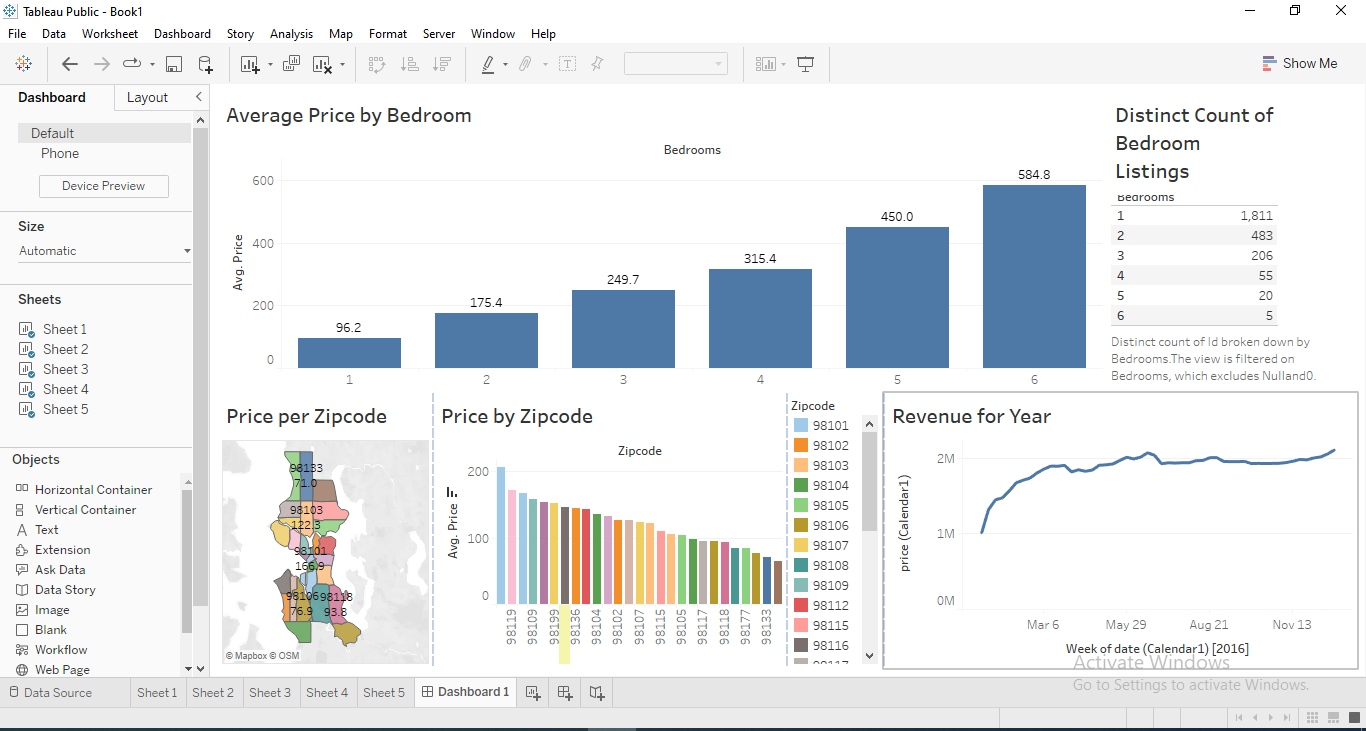 Tableau Public - Book1
File Data Worksheet Dashboard Story Analysis Map Format Server Window Help
Show Me
Dashboard Layout
Default
Phone
Device Preview
Size
Automatic
Sheets
Sheet 1
Sheet 2
Sheet 3
Sheet 4
Sheet 5
Objects
Horizontal Container
Vertical Container
Text
Extension
Ask Data
Data Story
Image
Blank
Workflow
Web Page
Average Price by Bedroom
Bedrooms
Avg. Price
600
400
200
0
96.2
175.4
249.7
315.4
450.0
584.8
1 2 3 4 5 6
Distinct Count of
Bedroom
Listings
Bedrooms
1 1,811
2 483
3 206
4 55
5 20
6 5
Distinct count of Id broken down by
Bedrooms.The view is filtered on
Bedrooms, which excludes Nulland0.
Price per Zipcode
98133
71.0
98103
122.3
98101
166.9
98106 98118
76.9 93.8
© Mapbox © OSM
Price by Zipcode
Zipcode
Avg. Price
200
100
0
98119 98109 98199 98136 98104 98102 98107 98115 98105 98117 98118 98177 98133
Zipcode
98101
98102
98103
98104
98105
98106
98107
98108
98109
98112
98115
98116
98117
Revenue for Year
price (Calendar1)
2M
1M
0M
Mar 6 May 29 Aug 21 Nov 13
Week of date (Calendar1) [2016]
Activate Windows
Go to Settings to activate Windows.
Data Source Sheet 1 Sheet 2 Sheet 3 Sheet 4 Sheet 5 Dashboard 1